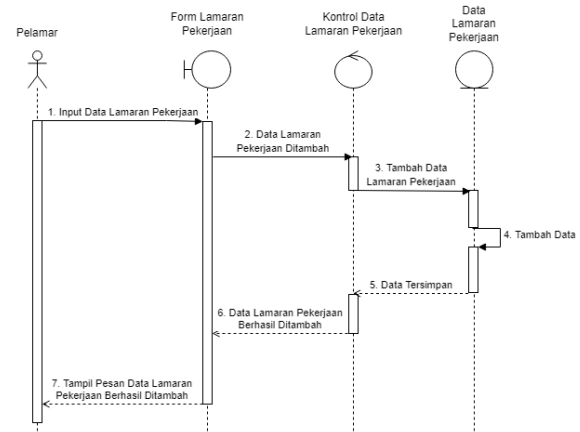 Pelamar
Form Lamaran
Pekerjaan
Kontrol Data
Lamaran Pekerjaan
Data
Lamaran
Pekerjaan
1. Input Data Lamaran Pekerjaan
2. Data Lamaran
Pekerjaan Ditambah
3. Tambah Data
Lamaran Pekerjaan
4. Tambah Data
5. Data Tersimpan
6. Data Lamaran Pekerjaan
Berhasil Ditambah
7. Tampil Pesan Data Lamaran
Pekerjaan Berhasil Ditambah